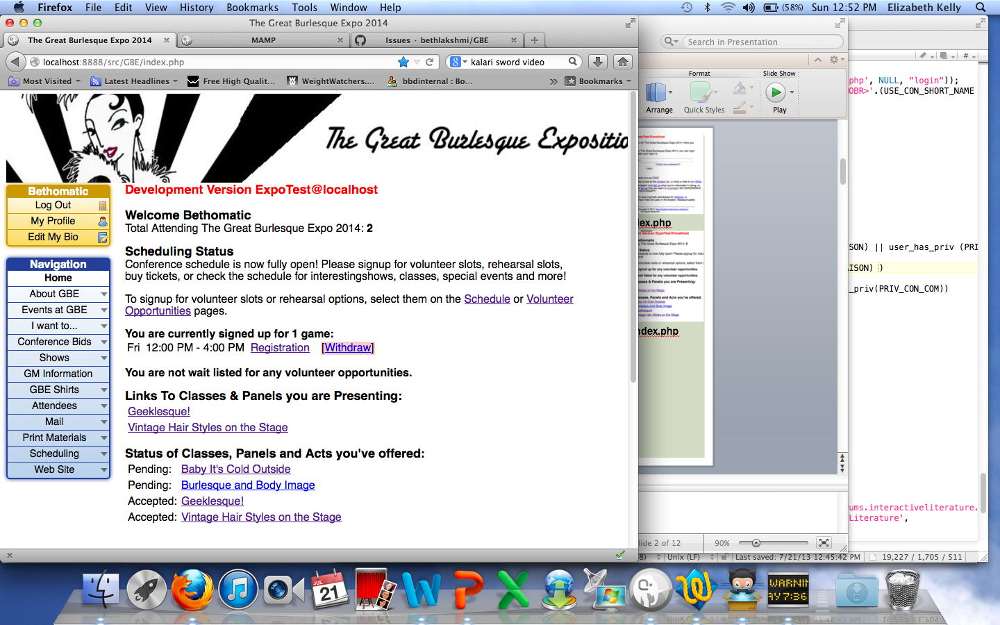 Firefox File Edit View History Bookmarks Tools Window Help (58%) Sun 12:52 PM Elizabeth Kelly
The Great Burlesque Expo 2014
The Great Burlesque Expo 2014 MAMP Issues · bethlakshmi/GBE
localhost:8888/src/GBE/index.php kalari sword video
Most Visited Latest Headlines Free High Qualit... WeightWatchers.... bbdinternal : Bo... » Bookmarks
The Great Burlesque Expositio
Bethomatic
Log Out
My Profile
Edit My Bio
Navigation
Home
About GBE
Events at GBE
I want to...
Conference Bids
Shows
GM Information
GBE Shirts
Attendees
Mail
Print Materials
Scheduling
Web Site
Development Version ExpoTest@localhost
Welcome Bethomatic
Total Attending The Great Burlesque Expo 2014: 2
Scheduling Status
Conference schedule is now fully open! Please signup for volunteer slots, rehearsal slots,
buy tickets, or check the schedule for interestingshows, classes, special events and more!
To signup for volunteer slots or rehearsal options, select them on the Schedule or Volunteer
Opportunities pages.
You are currently signed up for 1 game:
Fri 12:00 PM - 4:00 PM Registration [Withdraw]
You are not wait listed for any volunteer opportunities.
Links To Classes & Panels you are Presenting:
Geeklesque!
Vintage Hair Styles on the Stage
Status of Classes, Panels and Acts you've offered:
Pending: Baby It's Cold Outside
Pending: Burlesque and Body Image
Accepted: Geeklesque!
Accepted: Vintage Hair Styles on the Stage
Search in Presentation
Format Slide Show
Arrange Quick Styles Play
dex.php
ndex.php
lide 2 of 12 90%
php', NULL, "login"));
OBR>'.(USE_CON_SHORT_NAME
SON) || user_has_priv (PRI
AISON) )
_priv(PRIV_CON_COM))
ums.interactiveliterature.
Literature',
8) Unix (LF) Last saved: 7/21/13 12:45:42 PM 19,227 / 1,705 / 511
JUL
21
WARNIN
AY 7:36